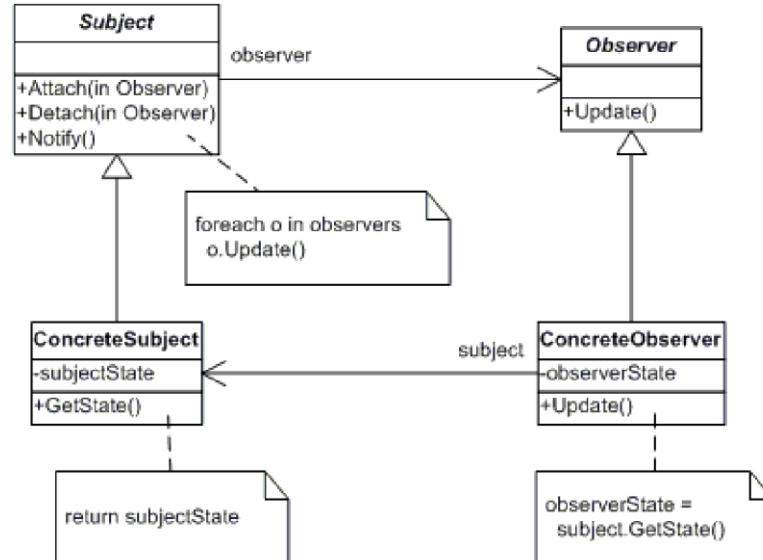 Subject
+Attach(in Observer)
+Detach(in Observer)
+Notify()
observer
Observer
+Update()
foreach o in observers
o.Update()
ConcreteSubject
-subjectState
+GetState()
subject
ConcreteObserver
-observerState
+Update()
return subjectState
observerState =
subject.GetState()